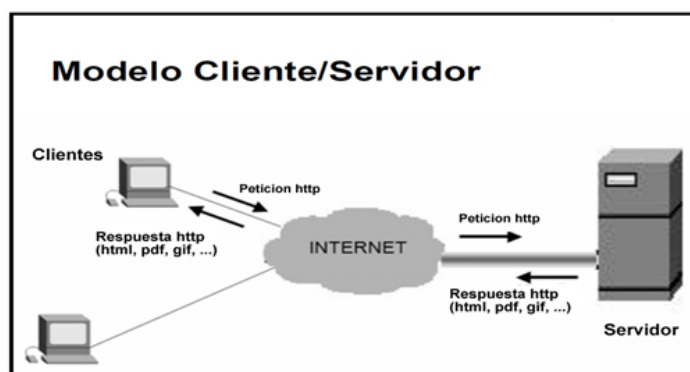 Modelo Cliente/Servidor
Clientes
Peticion http
Respuesta http
(html, pdf, gif, ...)
INTERNET
Peticion http
Respuesta http
(html, pdf, gif, ...)
Servidor